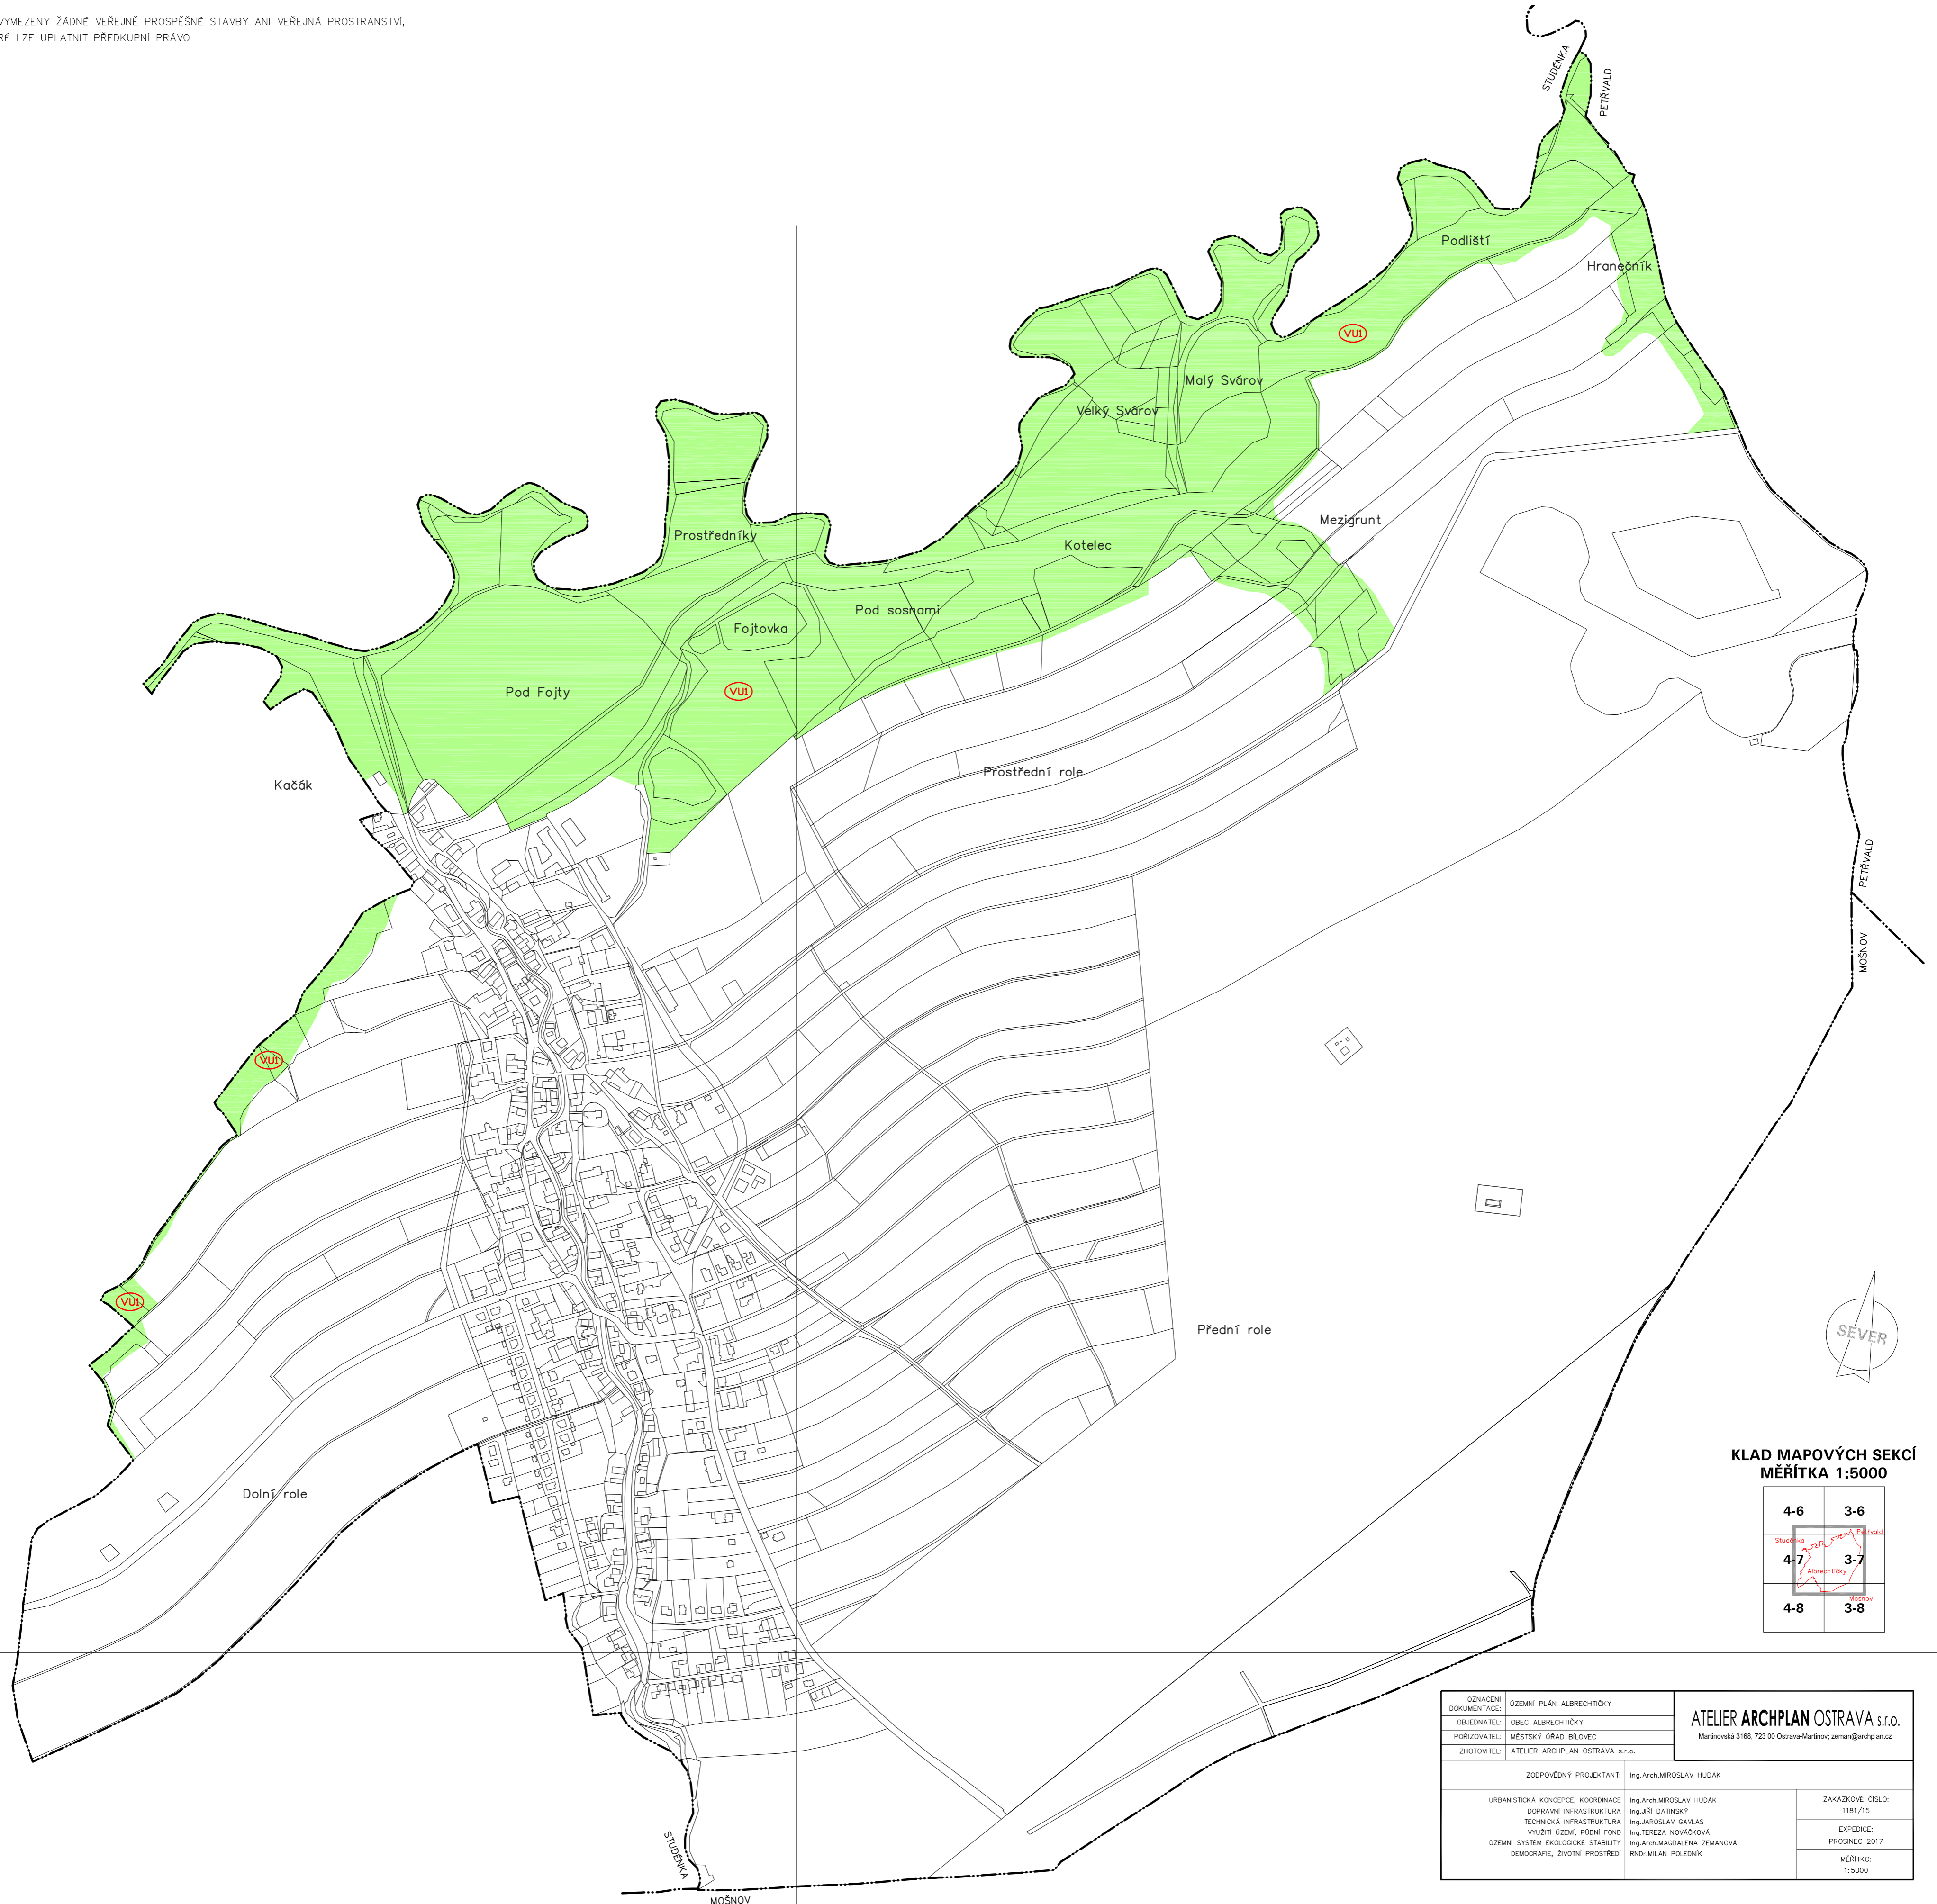 VYMEZENY ŽÁDNÉ VEŘEJNĚ PROSPĚŠNÉ STAVBY ANI VEŘEJNÁ PROSTRANSTVÍ,
RÉ LZE UPLATNIT PŘEDKUPNÍ PRÁVO
STUDÉNKA
PETŘVALD
Podliští
Hranečník
VU1
Malý Svárov
Velký Svárov
Mezigrunt
Prostředníky
Kotelec
Pod sosnami
Fojtovka
Pod Fojty
VU1
Prostřední role
Kačák
PETŘVALD
MOŠNOV
VU1
VU1
Přední role
SEVER
Dolní role
KLAD MAPOVÝCH SEKCÍ
MĚŘÍTKA 1:5000
4-6 3-6
Petřvald
Studénka
4-7 3-7
Albrechtičky
Mošnov
4-8 3-8
STUDÉNKA
MOŠNOV
OZNAČENÍ
DOKUMENTACE: ÚZEMNÍ PLÁN ALBRECHTIČKY
OBJEDNATEL: OBEC ALBRECHTIČKY
POŘIZOVATEL: MĚSTSKÝ ÚŘAD BÍLOVEC
ZHOTOVITEL: ATELIER ARCHPLAN OSTRAVA s.r.o.
ATELIER ARCHPLAN OSTRAVA s.r.o.
Martinovská 3168, 723 00 Ostrava-Martinov; zeman@archplan.cz
ZODPOVĚDNÝ PROJEKTANT: Ing.Arch.MIROSLAV HUDÁK
URBANISTICKÁ KONCEPCE, KOORDINACE Ing.Arch.MIROSLAV HUDÁK
DOPRAVNÍ INFRASTRUKTURA Ing.JIŘÍ DATINSKÝ
TECHNICKÁ INFRASTRUKTURA Ing.JAROSLAV GAVLAS
VYUŽITÍ ÚZEMÍ, PŮDNÍ FOND Ing.TEREZA NOVÁČKOVÁ
ÚZEMNÍ SYSTÉM EKOLOGICKÉ STABILITY Ing.Arch.MAGDALENA ZEMANOVÁ
DEMOGRAFIE, ŽIVOTNÍ PROSTŘEDÍ RNDr.MILAN POLEDNÍK
ZAKÁZKOVÉ ČÍSLO:
1181/15
EXPEDICE:
PROSINEC 2017
MĚŘÍTKO:
1:5000